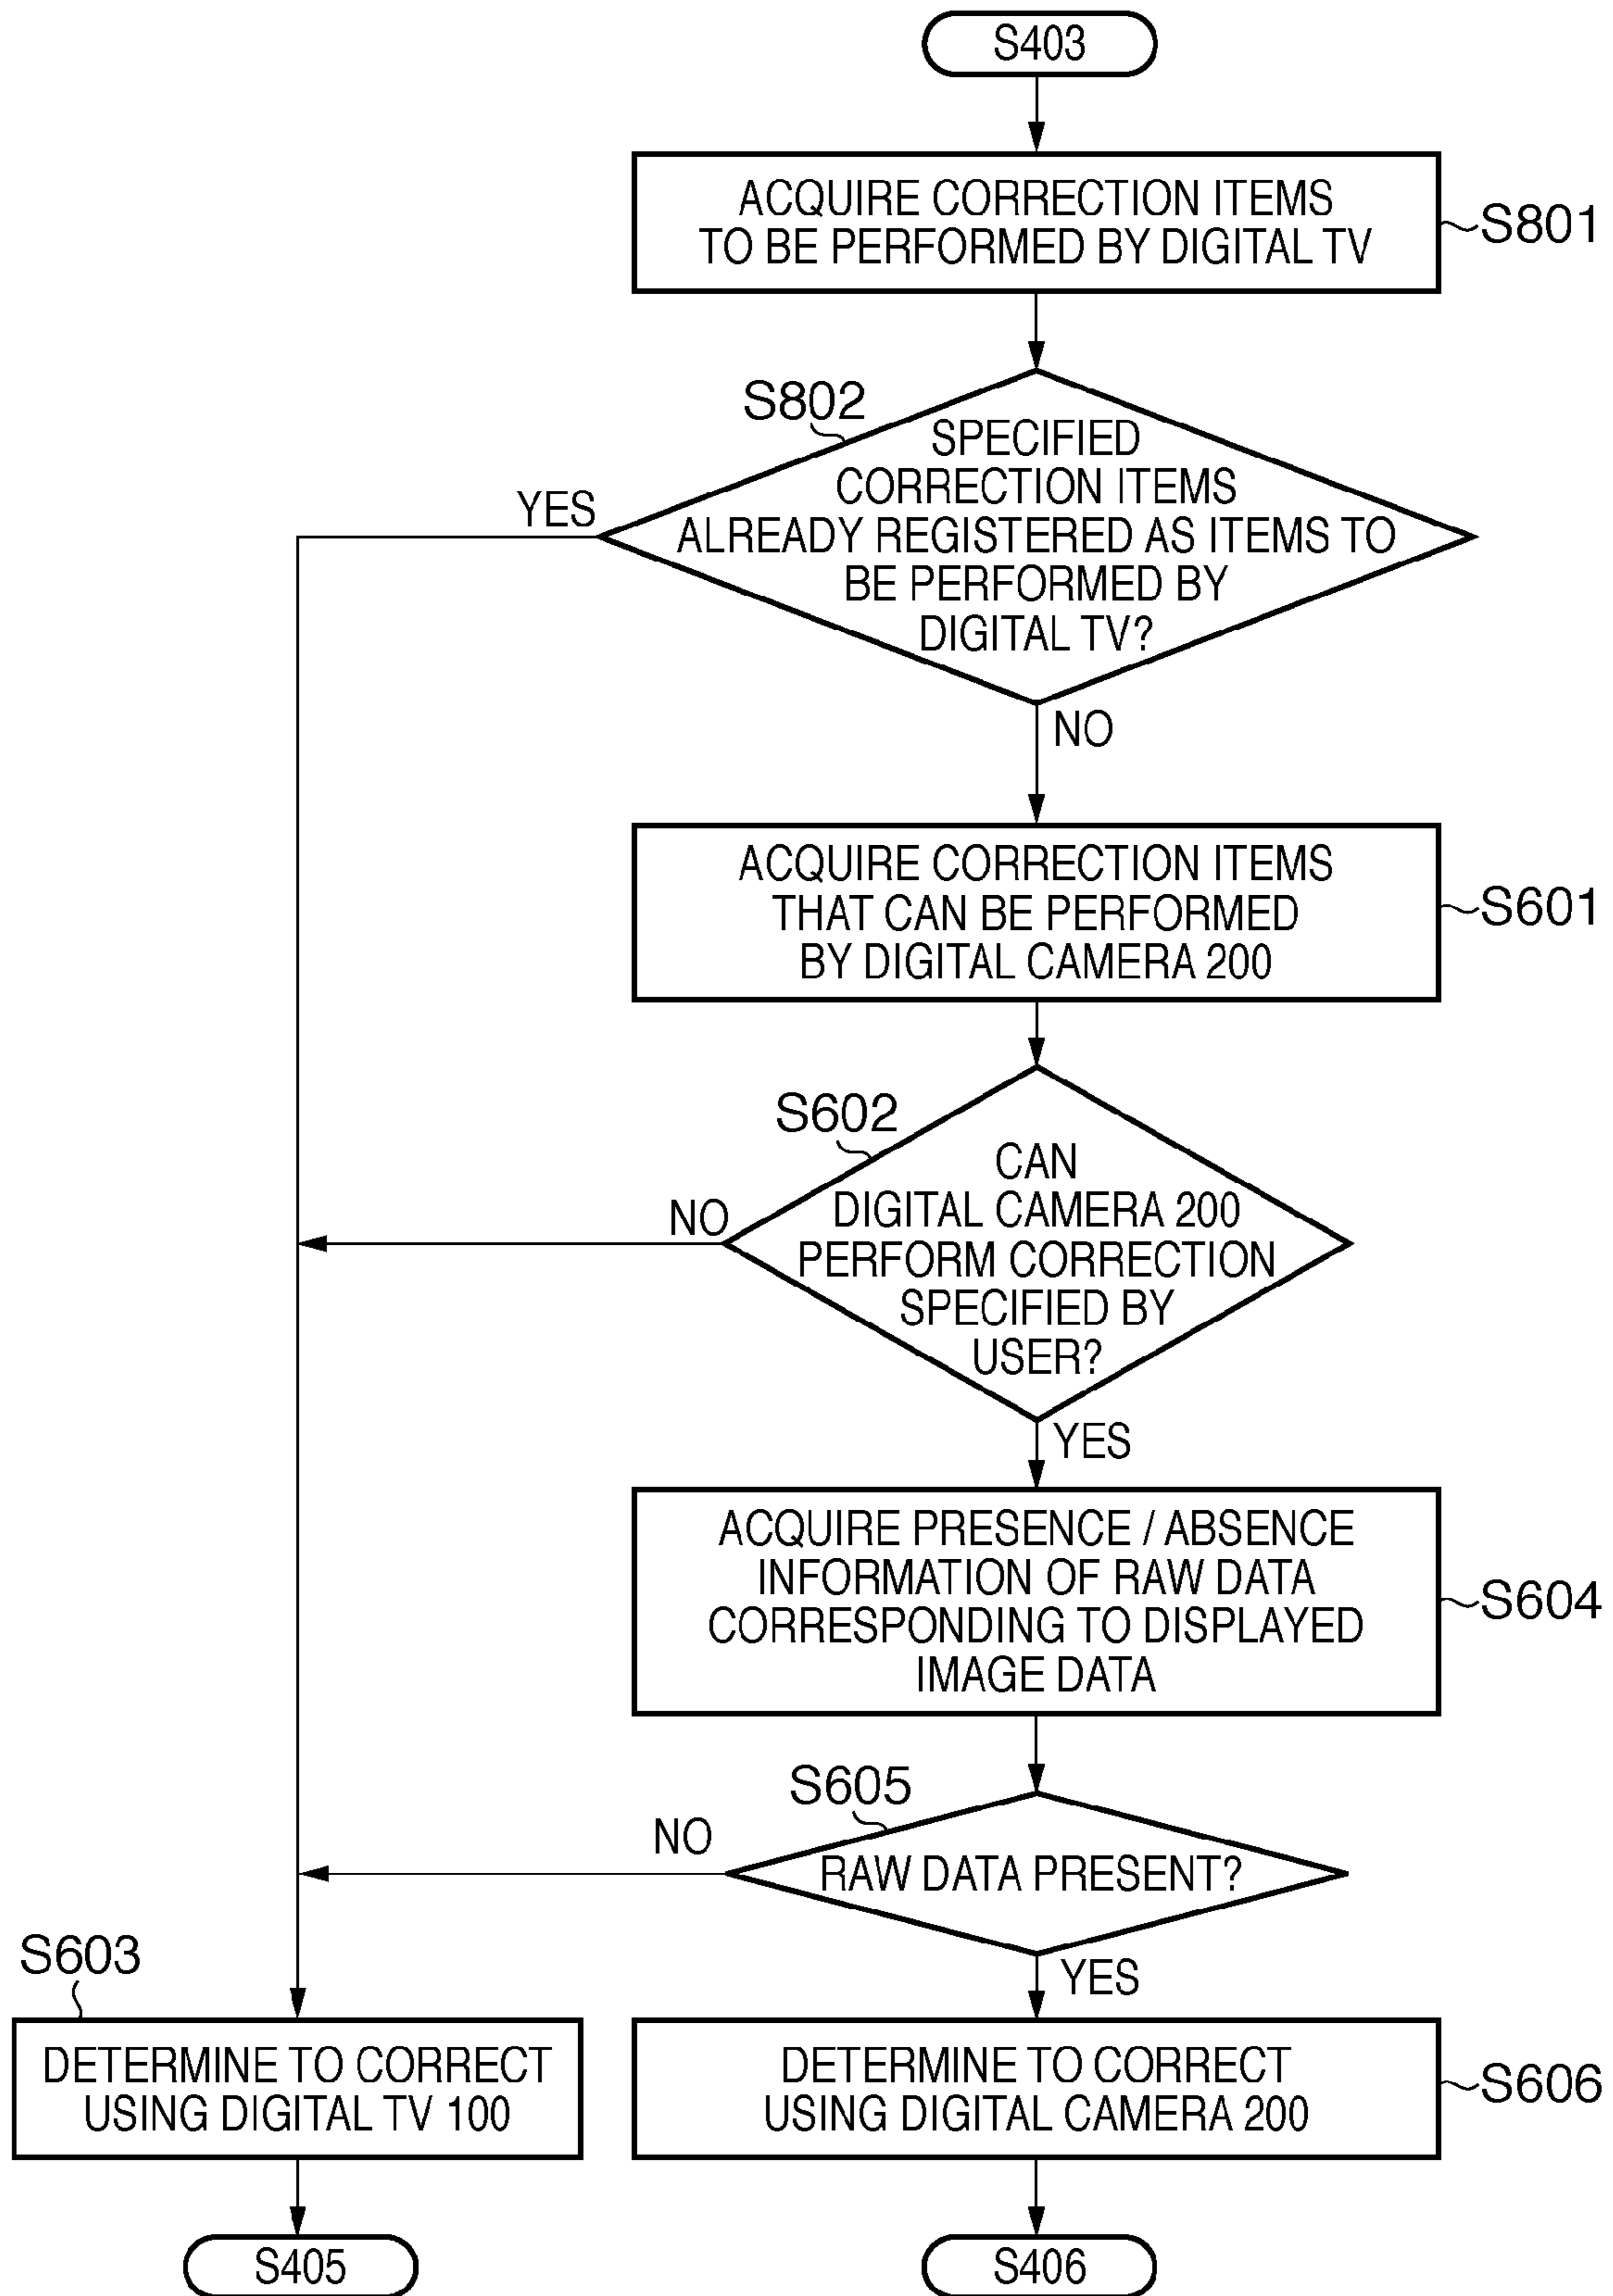 S403
ACQUIRE CORRECTION ITEMS
TO BE PERFORMED BY DIGITAL TV
S801
S802
SPECIFIED
CORRECTION ITEMS
ALREADY REGISTERED AS ITEMS TO
BE PERFORMED BY
DIGITAL TV?
YES
NO
ACQUIRE CORRECTION ITEMS
THAT CAN BE PERFORMED
BY DIGITAL CAMERA 200
S601
S602
CAN
DIGITAL CAMERA 200
PERFORM CORRECTION
SPECIFIED BY
USER?
NO
YES
ACQUIRE PRESENCE / ABSENCE
INFORMATION OF RAW DATA
CORRESPONDING TO DISPLAYED
IMAGE DATA
S604
S605
NO
RAW DATA PRESENT?
YES
S603
DETERMINE TO CORRECT
USING DIGITAL TV 100
DETERMINE TO CORRECT
USING DIGITAL CAMERA 200
S606
S405
S406